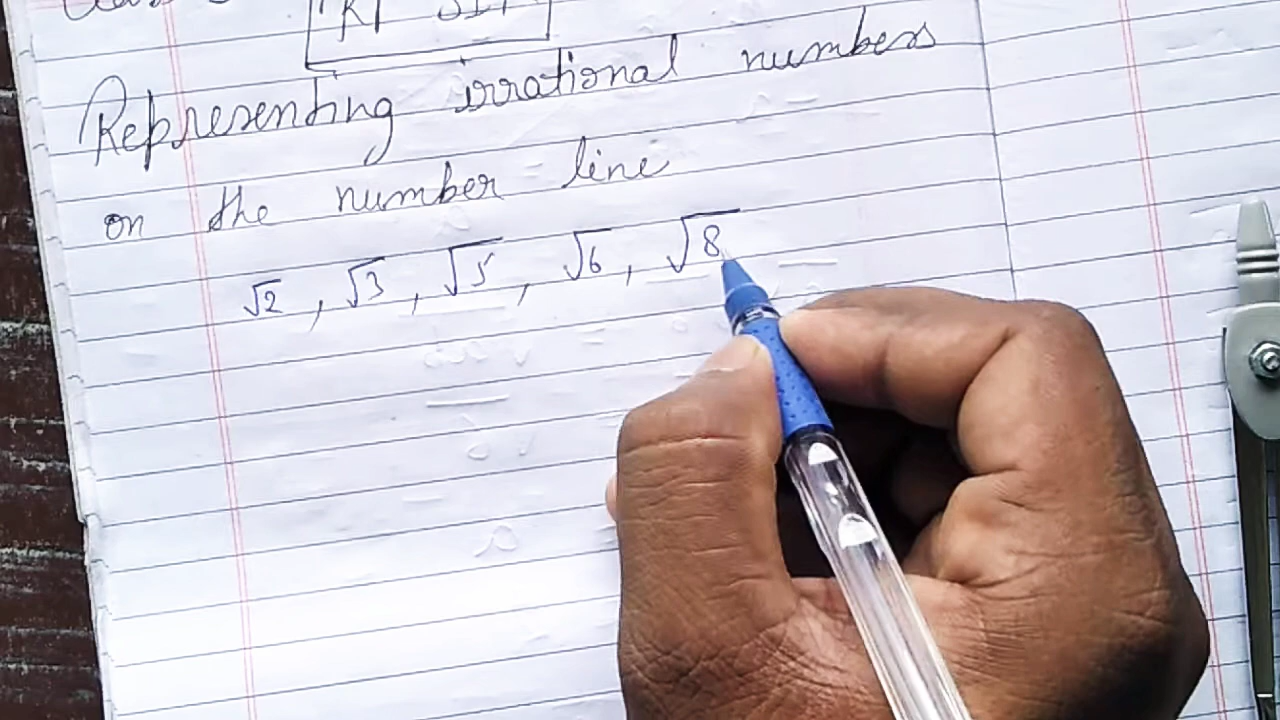 Representing irrational numbers
on the number line
√2 , √3 , √5 , √6 , √8